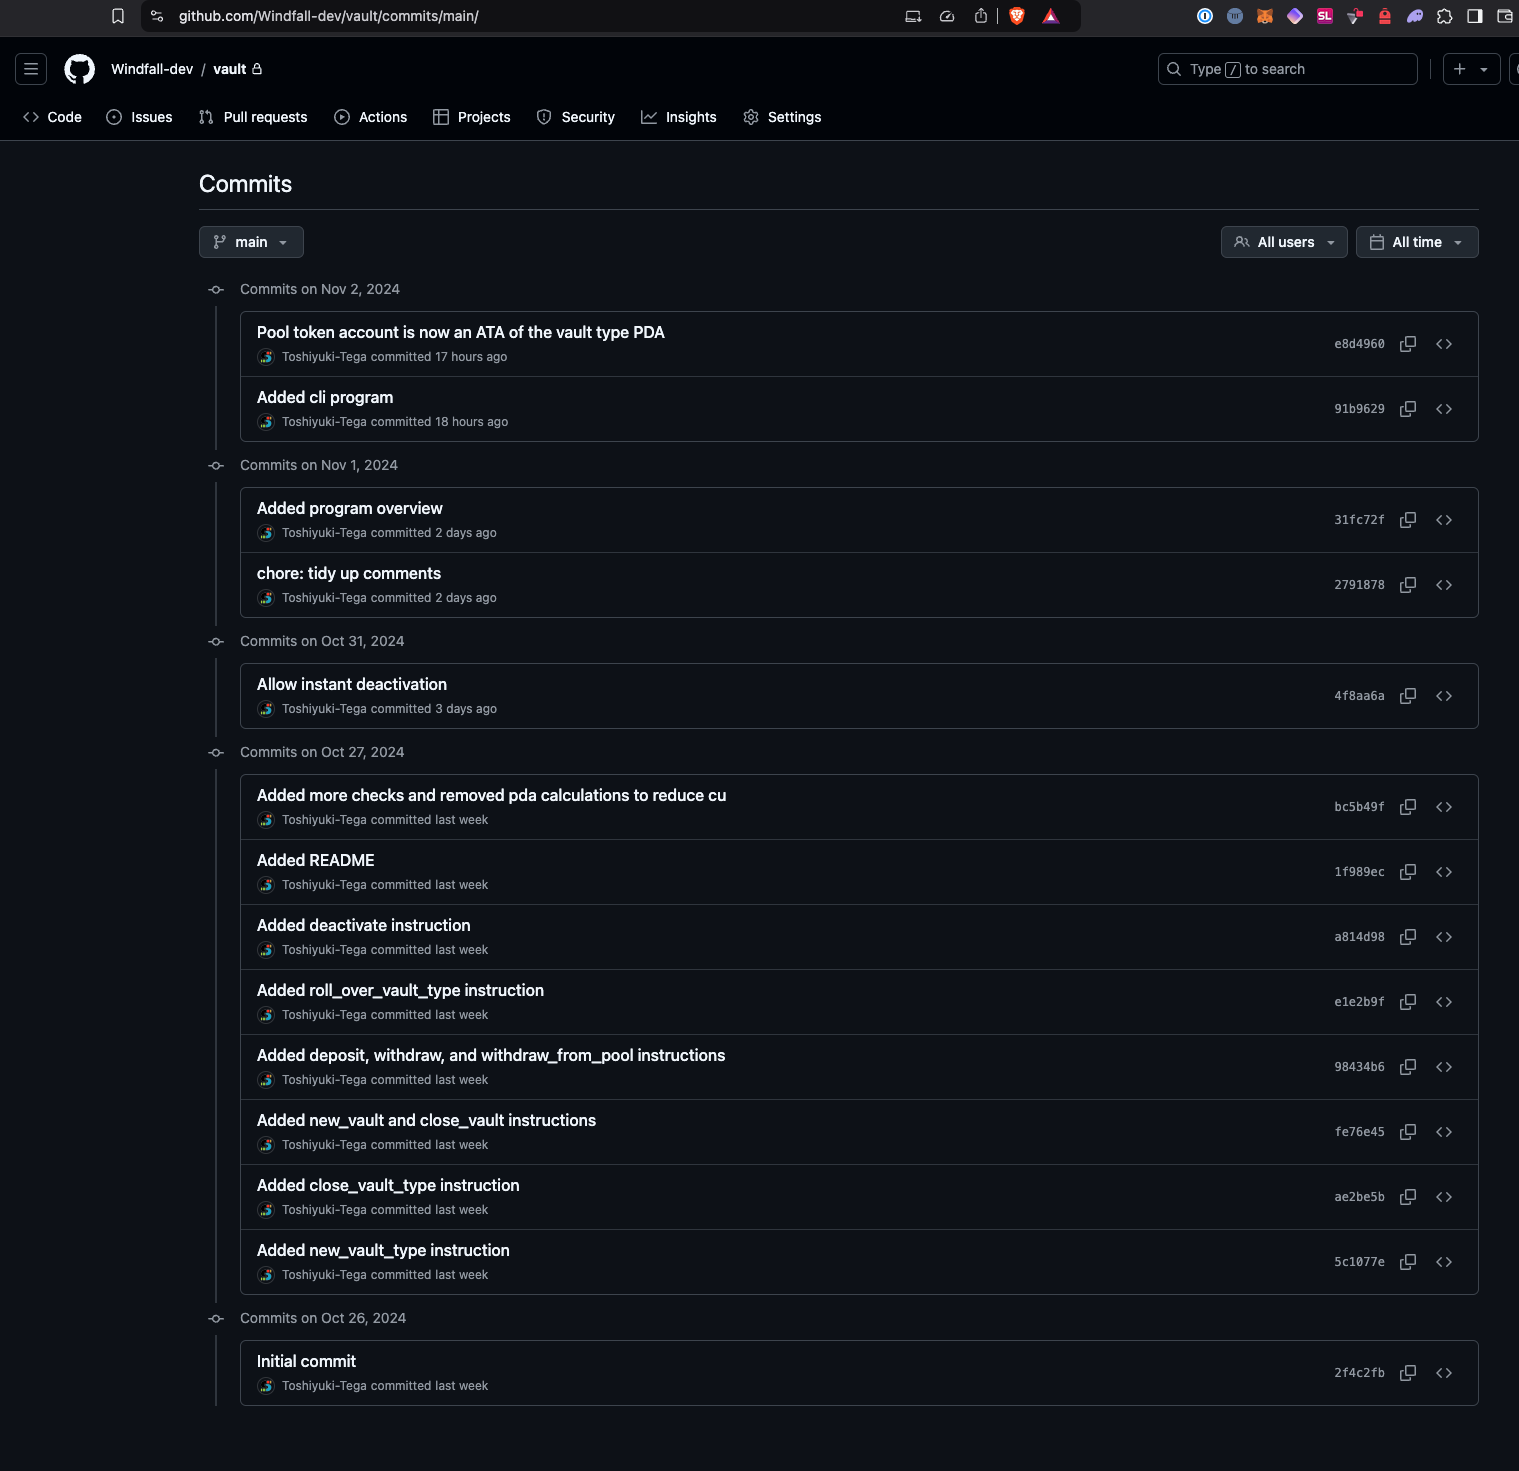 github.com/Windfall-dev/vault/commits/main/
SL
Windfall-dev / vault
Type / to search
Code
Issues
Pull requests
Actions
Projects
Security
Insights
Settings
Commits
main
All users
All time
Commits on Nov 2, 2024
Pool token account is now an ATA of the vault type PDA
Toshiyuki-Tega committed 17 hours ago
e8d4960
Added cli program
Toshiyuki-Tega committed 18 hours ago
91b9629
Commits on Nov 1, 2024
Added program overview
Toshiyuki-Tega committed 2 days ago
31fc72f
chore: tidy up comments
Toshiyuki-Tega committed 2 days ago
2791878
Commits on Oct 31, 2024
Allow instant deactivation
Toshiyuki-Tega committed 3 days ago
4f8aa6a
Commits on Oct 27, 2024
Added more checks and removed pda calculations to reduce cu
Toshiyuki-Tega committed last week
bc5b49f
Added README
Toshiyuki-Tega committed last week
1f989ec
Added deactivate instruction
Toshiyuki-Tega committed last week
a814d98
Added roll_over_vault_type instruction
Toshiyuki-Tega committed last week
e1e2b9f
Added deposit, withdraw, and withdraw_from_pool instructions
Toshiyuki-Tega committed last week
98434b6
Added new_vault and close_vault instructions
Toshiyuki-Tega committed last week
fe76e45
Added close_vault_type instruction
Toshiyuki-Tega committed last week
ae2be5b
Added new_vault_type instruction
Toshiyuki-Tega committed last week
5c1077e
Commits on Oct 26, 2024
Initial commit
Toshiyuki-Tega committed last week
2f4c2fb